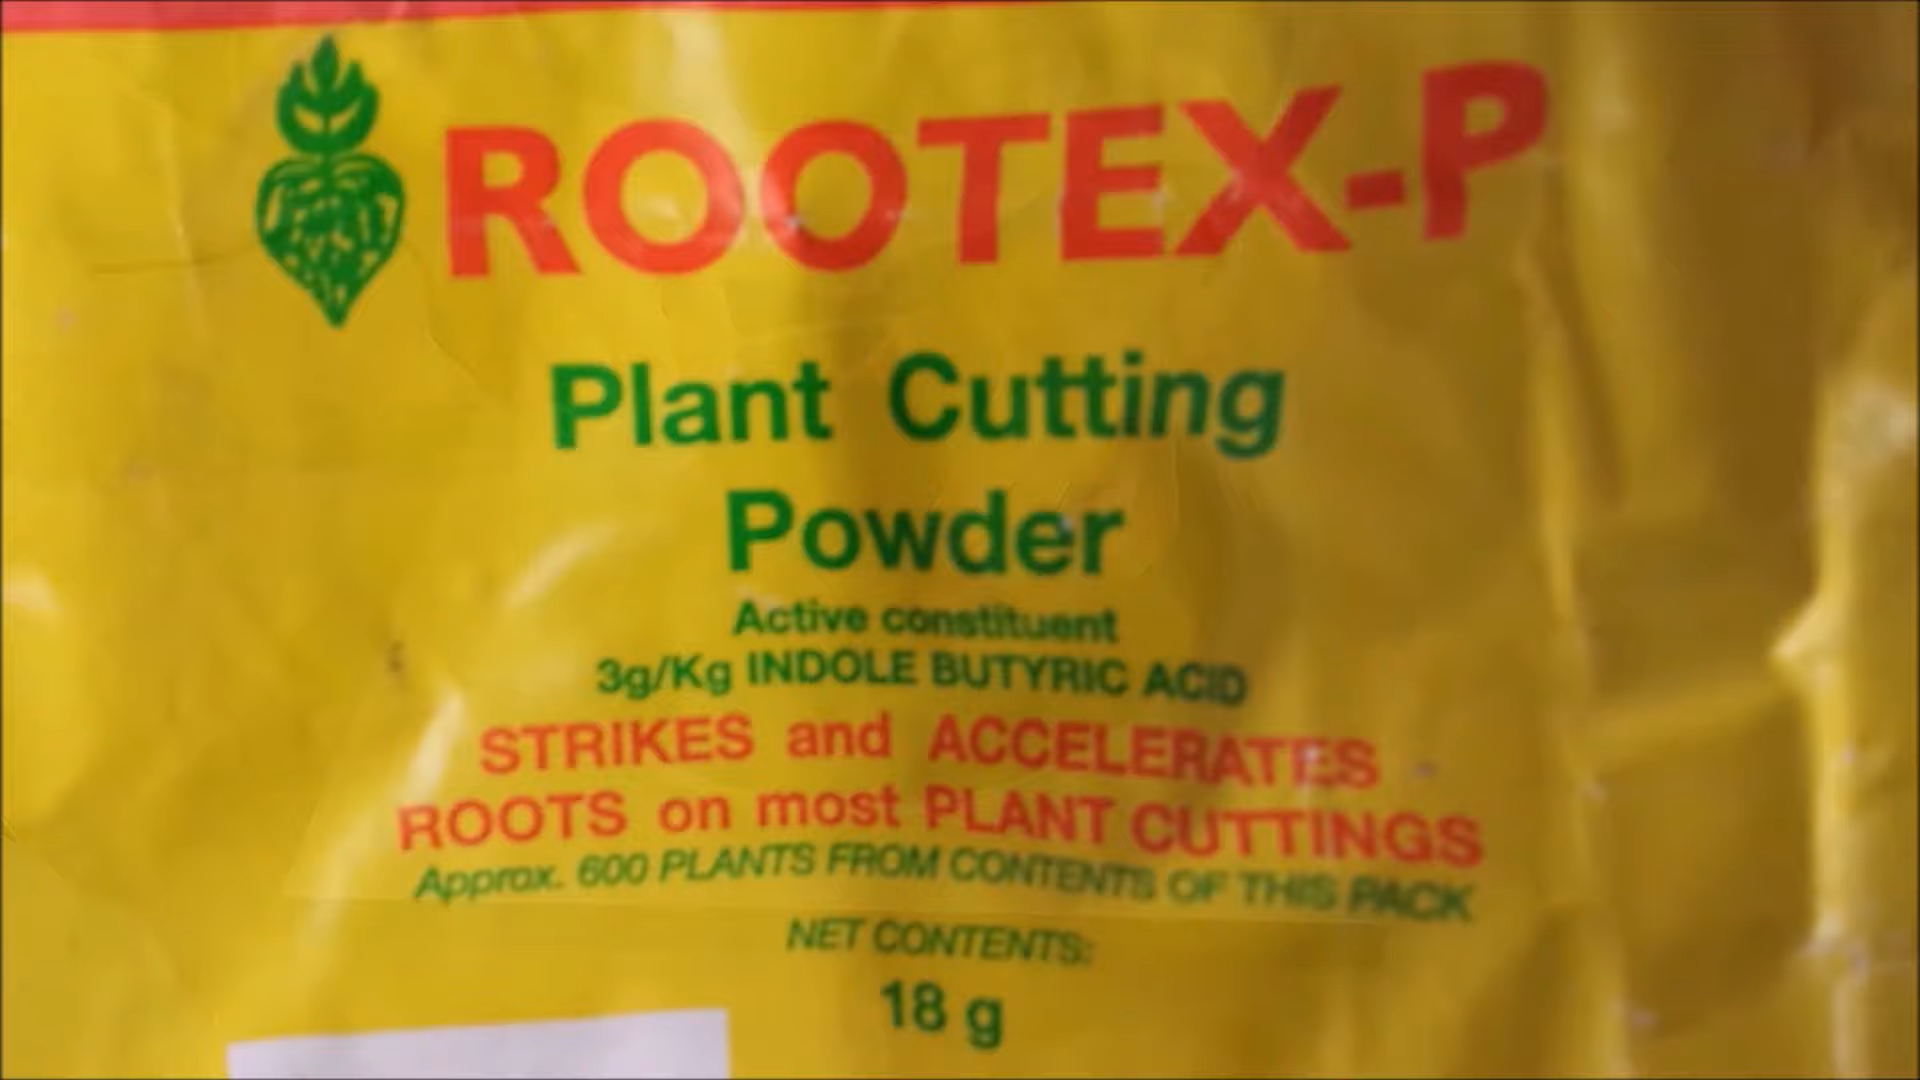 ROOTEX-P
Plant Cutting
Powder
Active constituent
3g/Kg INDOLE BUTYRIC ACID
STRIKES and ACCELERATES
ROOTS on most PLANT CUTTINGS
Approx. 600 PLANTS FROM CONTENTS OF THIS PACK
NET CONTENTS:
18 g